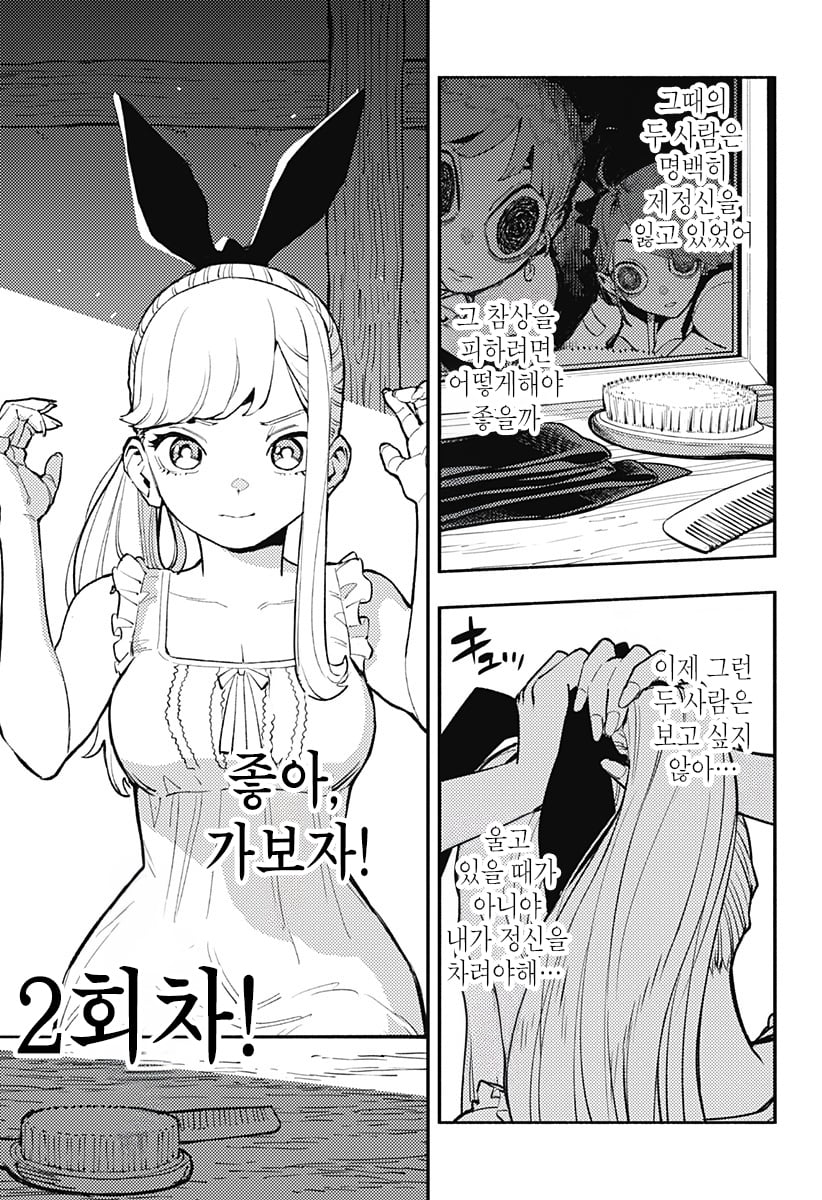 그때의
두 사람은
명백히
제정신을
잃고 있었어
그 참상을
피하려면
어떻게해야
좋을까
キュッ…
이제 그런
두 사람은
보고 싶지
않아…
울고
있을 때가
아니야
내가 정신을
차려야해…
좋아,
가보자!
2회차!